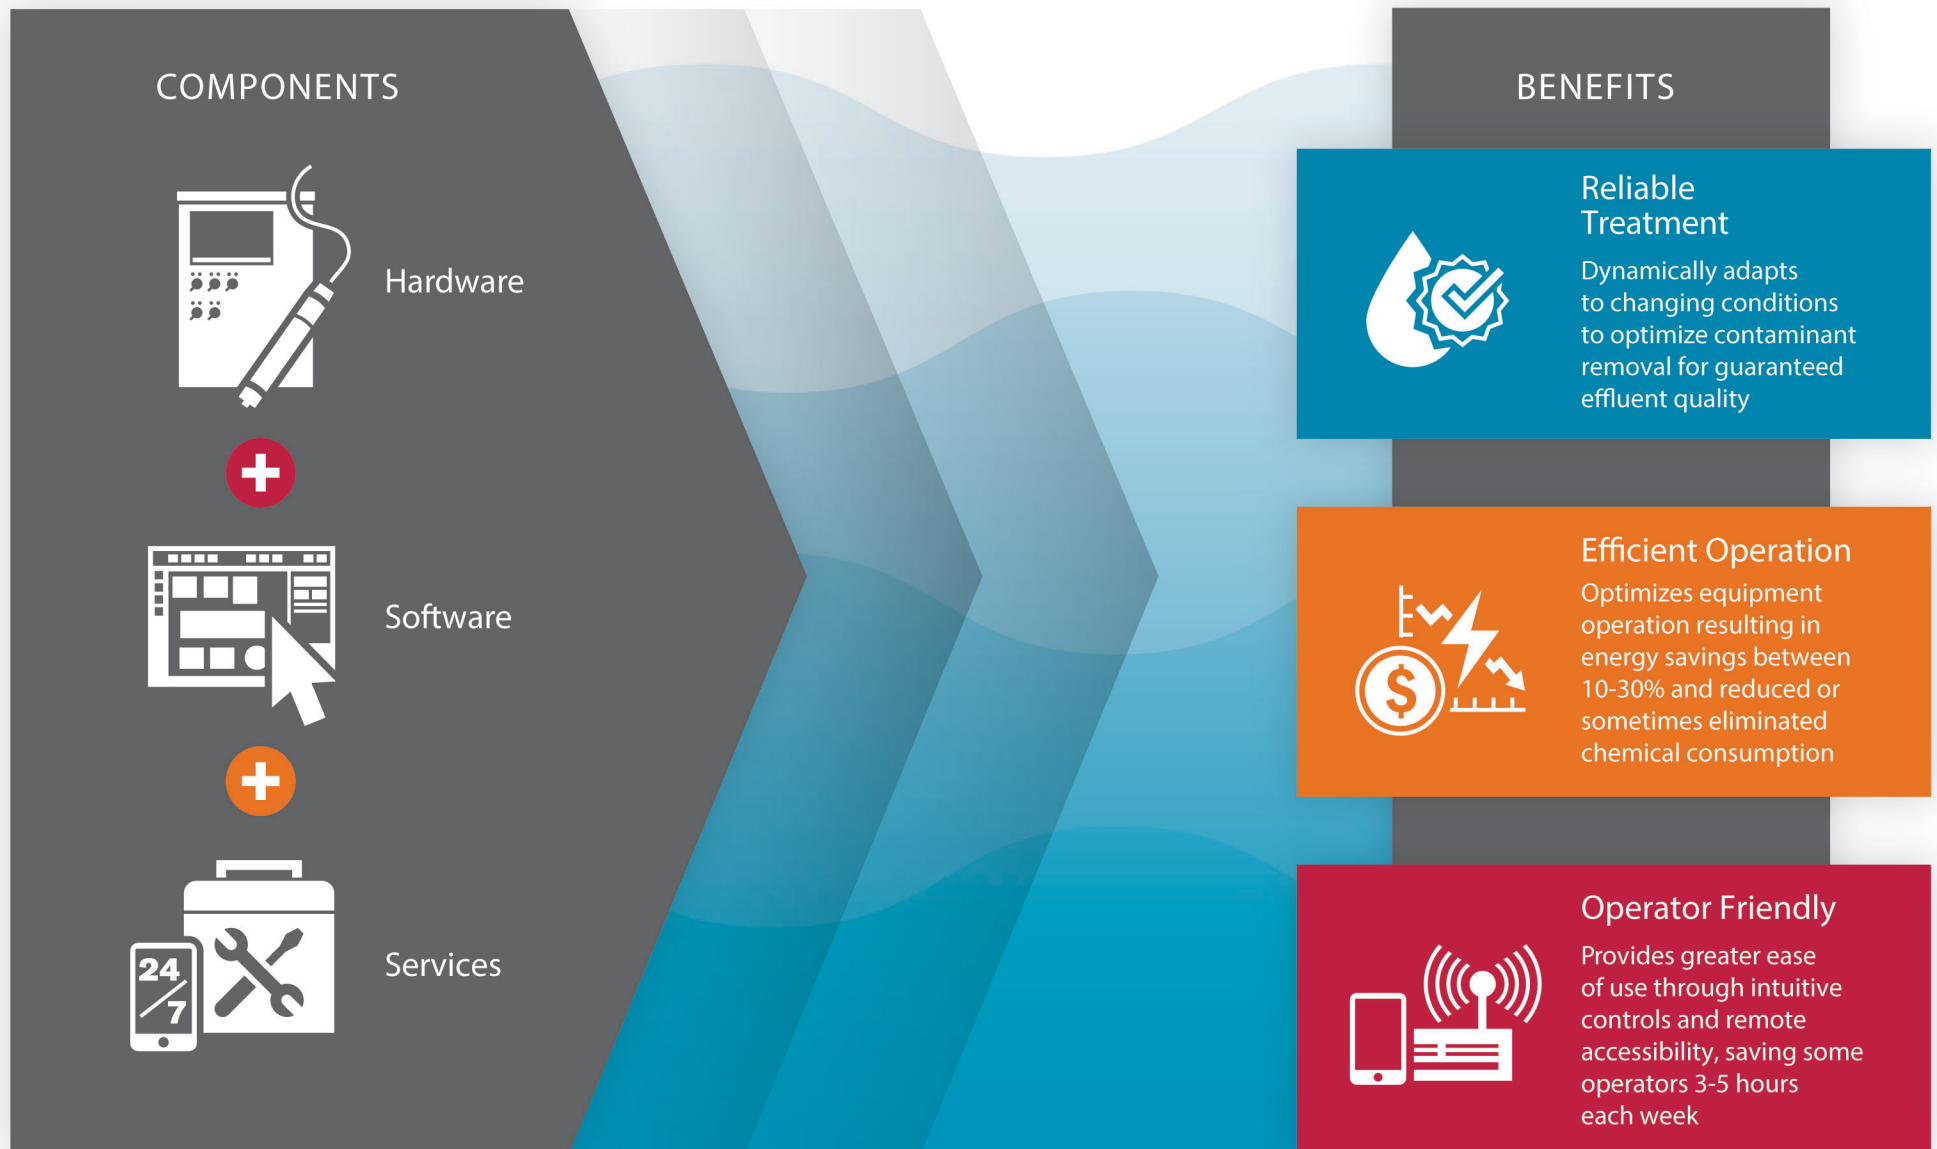 COMPONENTS
Hardware
Software
24
7
Services
BENEFITS
Reliable
Treatment
Dynamically adapts
to changing conditions
to optimize contaminant
removal for guaranteed
effluent quality
$
Efficient Operation
Optimizes equipment
operation resulting in
energy savings between
10-30% and reduced or
sometimes eliminated
chemical consumption
Operator Friendly
Provides greater ease
of use through intuitive
controls and remote
accessibility, saving some
operators 3-5 hours
each week